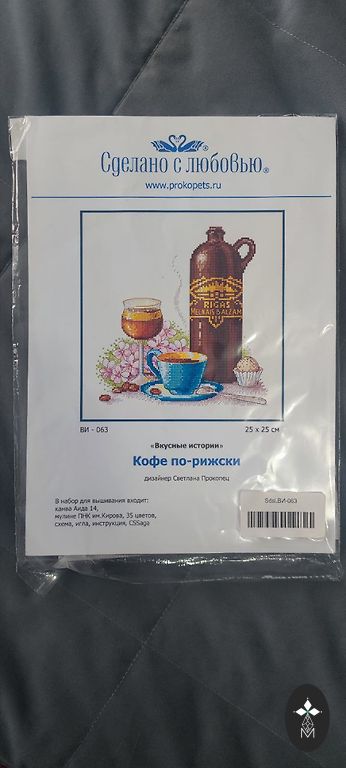 Сделано с любовью®
www.prokopets.ru
RIGAS
MELNAIS BALZAM
ВИ - 063
25 х 25 см
«Вкусные истории»
Кофе по-рижски
дизайнер Светлана Прокопец
В набор для вышивания входит:
канва Аида 14,
мулине ПНК им.Кирова, 35 цветов,
схема, игла, инструкция, CSSaga
Sdsl.ВИ-063